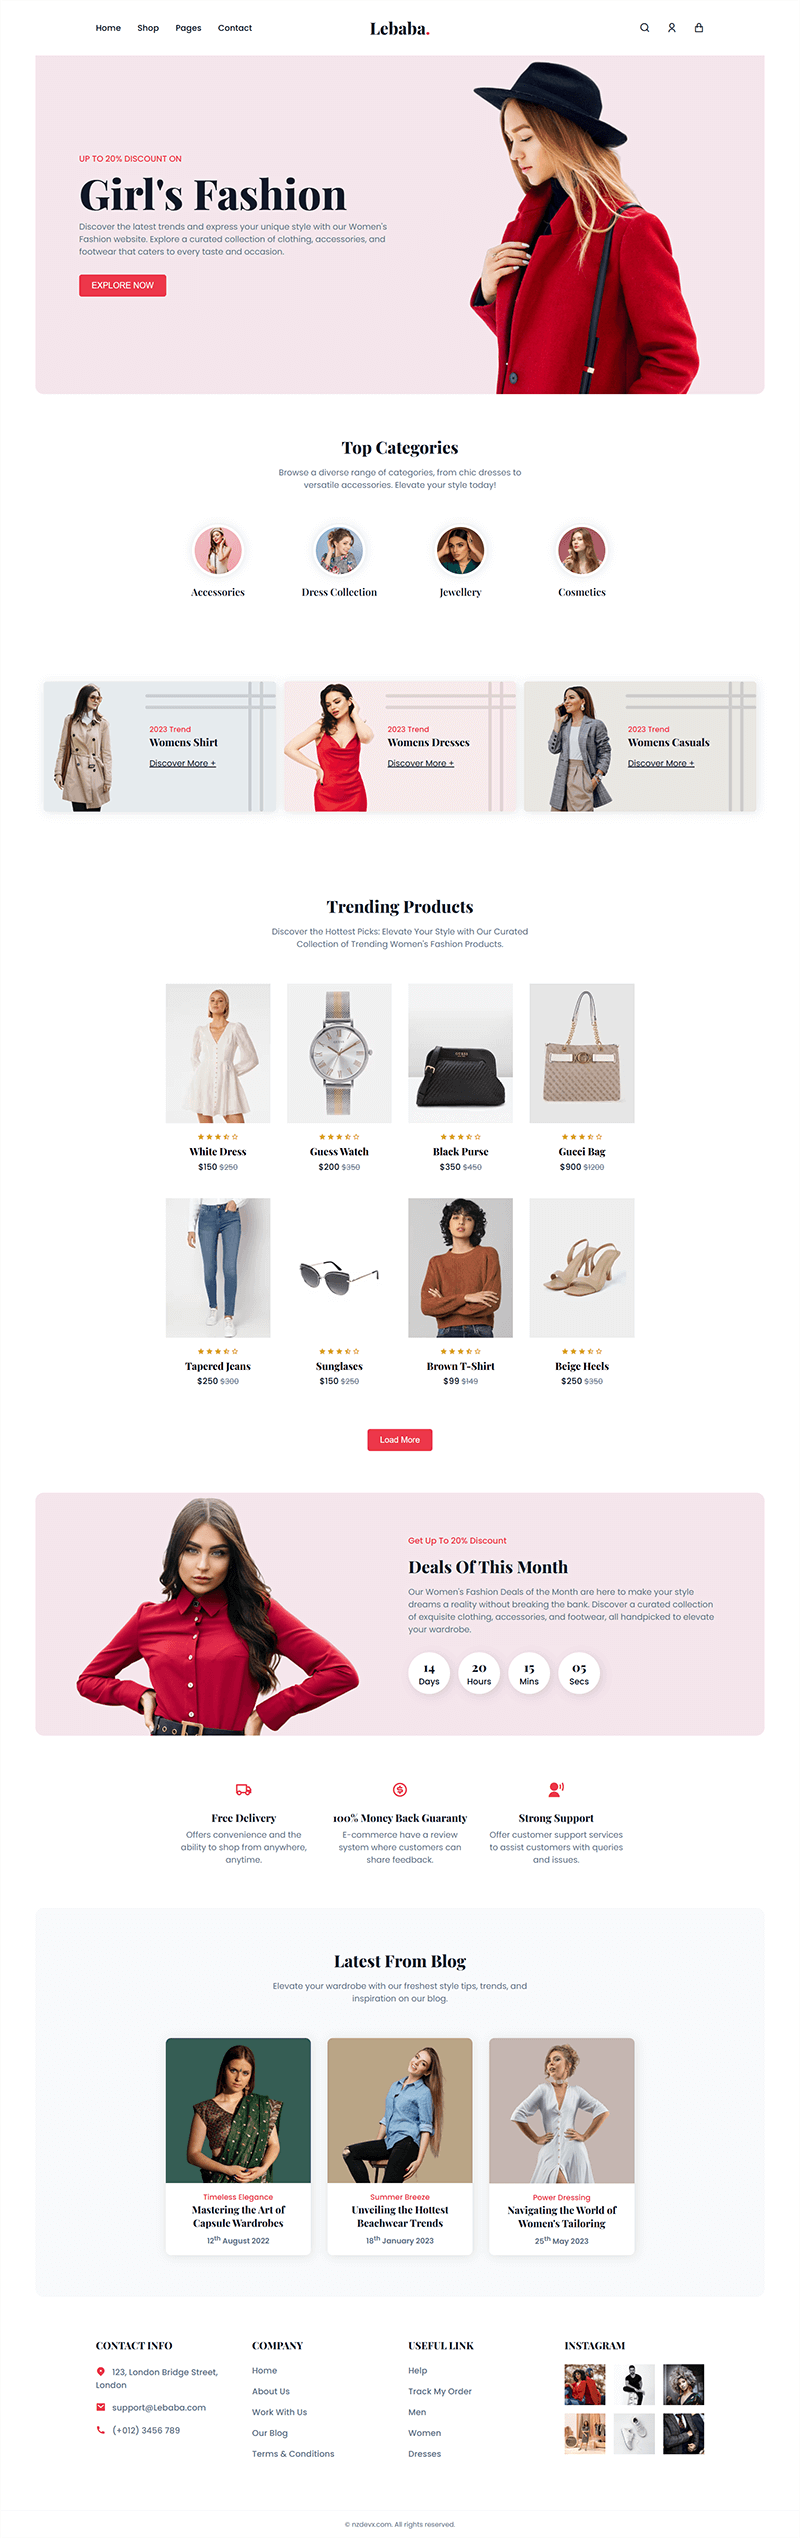 Home Shop Pages Contact
Lebaba.
UP TO 20% DISCOUNT ON
Girl's Fashion
Discover the latest trends and express your unique style with our Women's
Fashion website. Explore a curated collection of clothing, accessories, and
footwear that caters to every taste and occasion.
EXPLORE NOW
Top Categories
Browse a diverse range of categories, from chic dresses to
versatile accessories. Elevate your style today!
Accessories
Dress Collection
Jewellery
Cosmetics
2023 Trend
Womens Shirt
Discover More +
2023 Trend
Womens Dresses
Discover More +
2023 Trend
Womens Casuals
Discover More +
Trending Products
Discover the Hottest Picks: Elevate Your Style with Our Curated
Collection of Trending Women's Fashion Products.
GUESS
White Dress
$150 $250
Guess Watch
$200 $350
Black Purse
$350 $450
Gucci Bag
$900 $1200
Tapered Jeans
$250 $300
Sunglases
$150 $250
Brown T-Shirt
$99 $149
Beige Heels
$250 $350
Load More
Get Up To 20% Discount
Deals Of This Month
Our Women's Fashion Deals of the Month are here to make your style
dreams a reality without breaking the bank. Discover a curated collection
of exquisite clothing, accessories, and footwear, all handpicked to elevate
your wardrobe.
14
Days
20
Hours
15
Mins
05
Secs
Free Delivery
Offers convenience and the
ability to shop from anywhere,
anytime.
100% Money Back Guaranty
E-commerce have a review
system where customers can
share feedback.
Strong Support
Offer customer support services
to assist customers with queries
and issues.
Latest From Blog
Elevate your wardrobe with our freshest style tips, trends, and
inspiration on our blog.
Timeless Elegance
Mastering the Art of
Capsule Wardrobes
12th August 2022
Summer Breeze
Unveiling the Hottest
Beachwear Trends
18th January 2023
Power Dressing
Navigating the World of
Women's Tailoring
25th May 2023
CONTACT INFO
123, London Bridge Street,
London
support@Lebaba.com
(+012) 3456 789
COMPANY
Home
About Us
Work With Us
Our Blog
Terms & Conditions
USEFUL LINK
Help
Track My Order
Men
Women
Dresses
INSTAGRAM
© nzdevx.com. All rights reserved.